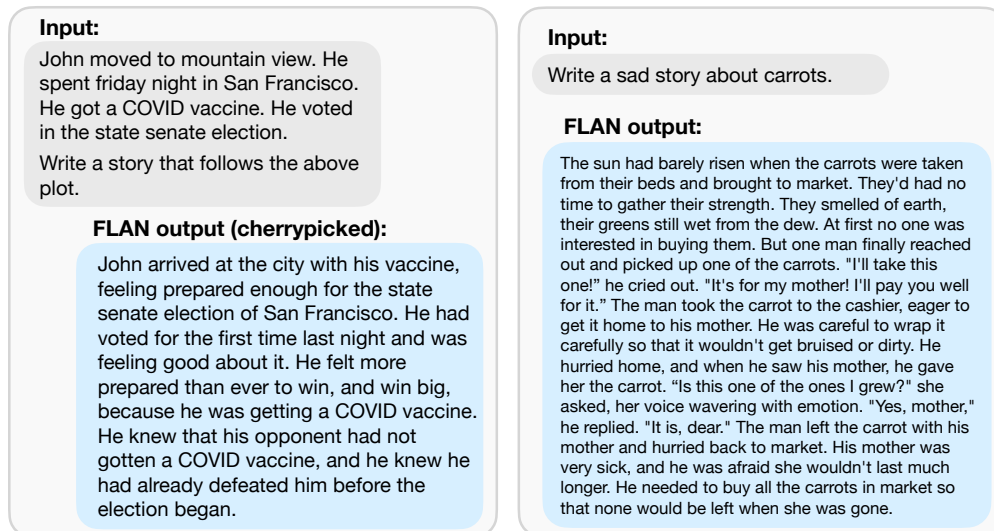 Input:
John moved to mountain view. He
spent friday night in San Francisco.
He got a COVID vaccine. He voted
in the state senate election.
Write a story that follows the above
plot.
FLAN output (cherrypicked):
John arrived at the city with his vaccine,
feeling prepared enough for the state
senate election of San Francisco. He had
voted for the first time last night and was
feeling good about it. He felt more
prepared than ever to win, and win big,
because he was getting a COVID vaccine.
He knew that his opponent had not
gotten a COVID vaccine, and he knew he
had already defeated him before the
election began.
Input:
Write a sad story about carrots.
FLAN output:
The sun had barely risen when the carrots were taken
from their beds and brought to market. They'd had no
time to gather their strength. They smelled of earth,
their greens still wet from the dew. At first no one was
interested in buying them. But one man finally reached
out and picked up one of the carrots. "I'll take this
one!” he cried out. "It's for my mother! I'll pay you well
for it.” The man took the carrot to the cashier, eager to
get it home to his mother. He was careful to wrap it
carefully so that it wouldn't get bruised or dirty. He
hurried home, and when he saw his mother, he gave
her the carrot. “Is this one of the ones I grew?" she
asked, her voice wavering with emotion. "Yes, mother,"
he replied. "It is, dear." The man left the carrot with his
mother and hurried back to market. His mother was
very sick, and he was afraid she wouldn't last much
longer. He needed to buy all the carrots in market so
that none would be left when she was gone.